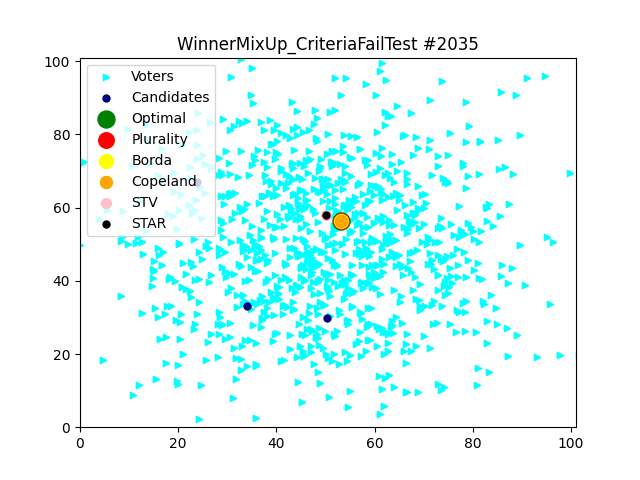 WinnerMixUp_CriteriaFailTest #2035
100
80
60
40
20
0
0 20 40 60 80 100
Voters
Candidates
Optimal
Plurality
Borda
Copeland
STV
STAR